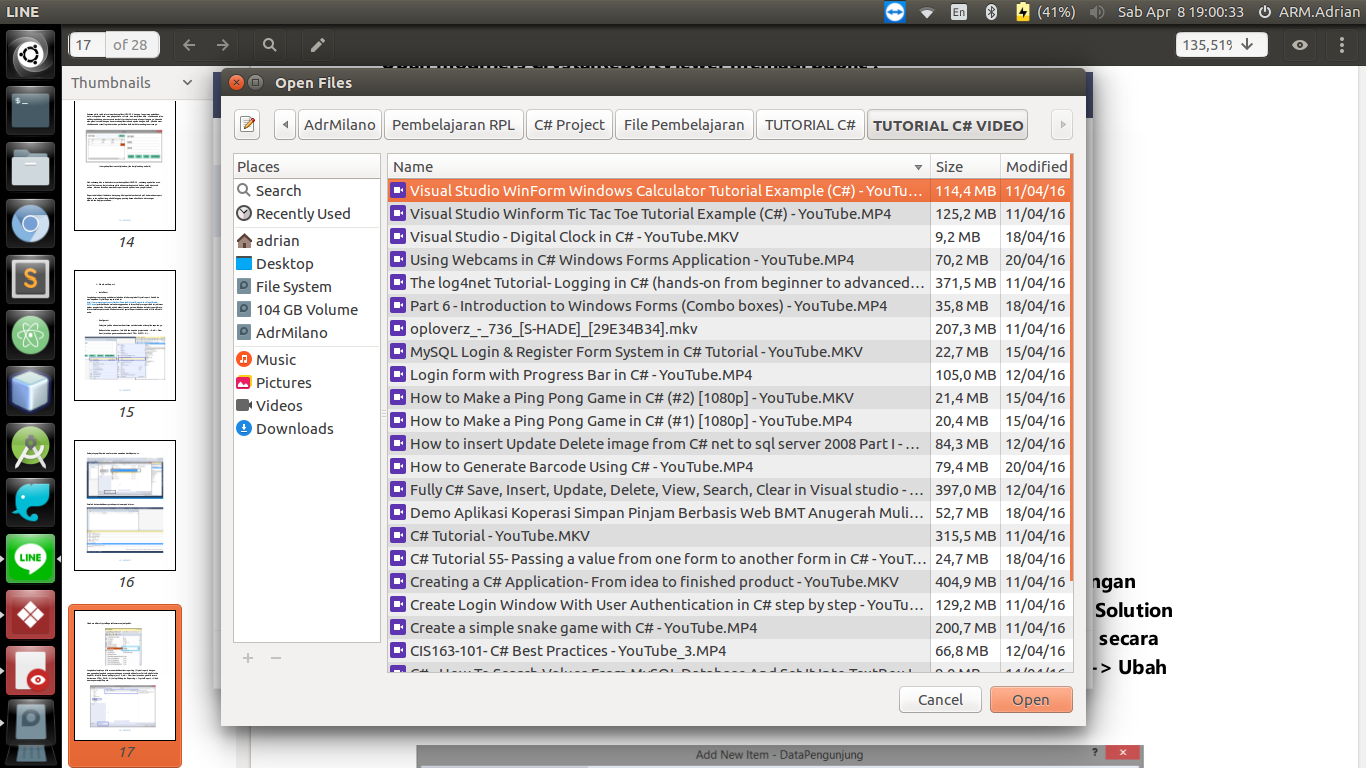 LINE
En
(41%)
Sab Apr 8 19:00:33
ARM.Adrian
17
of 28
135,51%
Thumbnails
14
15
16
17
Open Files
AdrMilano
Pembelajaran RPL
C# Project
File Pembelajaran
TUTORIAL C#
TUTORIAL C# VIDEO
Places
Search
Recently Used
adrian
Desktop
File System
104 GB Volume
AdrMilano
Music
Pictures
Videos
Downloads
Name Size Modified
Visual Studio WinForm Windows Calculator Tutorial Example (C#) - YouTu... 114,4 MB 11/04/16
Visual Studio Winform Tic Tac Toe Tutorial Example (C#) - YouTube.MP4 125,2 MB 11/04/16
Visual Studio - Digital Clock in C# - YouTube.MKV 9,2 MB 18/04/16
Using Webcams in C# Windows Forms Application - YouTube.MP4 70,2 MB 20/04/16
The log4net Tutorial- Logging in C# (hands-on from beginner to advanced... 371,5 MB 11/04/16
Part 6 - Introduction to Windows Forms (Combo boxes) - YouTube.MP4 35,8 MB 18/04/16
oploverz_-_736_[S-HADE]_[29E34B34].mkv 207,3 MB 11/04/16
MySQL Login & Register Form System in C# Tutorial - YouTube.MKV 22,7 MB 15/04/16
Login form with Progress Bar in C# - YouTube.MP4 105,0 MB 12/04/16
How to Make a Ping Pong Game in C# (#2) [1080p] - YouTube.MKV 21,4 MB 15/04/16
How to Make a Ping Pong Game in C# (#1) [1080p] - YouTube.MP4 20,4 MB 15/04/16
How to insert Update Delete image from C# net to sql server 2008 Part I - ... 84,3 MB 12/04/16
How to Generate Barcode Using C# - YouTube.MP4 79,4 MB 20/04/16
Fully C# Save, Insert, Update, Delete, View, Search, Clear in Visual studio - ... 397,0 MB 12/04/16
Demo Aplikasi Koperasi Simpan Pinjam Berbasis Web BMT Anugerah Muli... 52,7 MB 18/04/16
C# Tutorial - YouTube.MKV 315,5 MB 11/04/16
C# Tutorial 55- Passing a value from one form to another form in C# - YouT... 24,7 MB 18/04/16
Creating a C# Application- From idea to finished product - YouTube.MKV 404,9 MB 11/04/16
Create Login Window With User Authentication in C# step by step - YouTu... 129,2 MB 11/04/16
Create a simple snake game with C# - YouTube.MP4 200,7 MB 11/04/16
CIS163-101- C# Best Practices - YouTube_3.MP4 66,8 MB 12/04/16
Cancel
Open
ngan
Solution
secara
-> Ubah
Add New Item - DataPengunjung